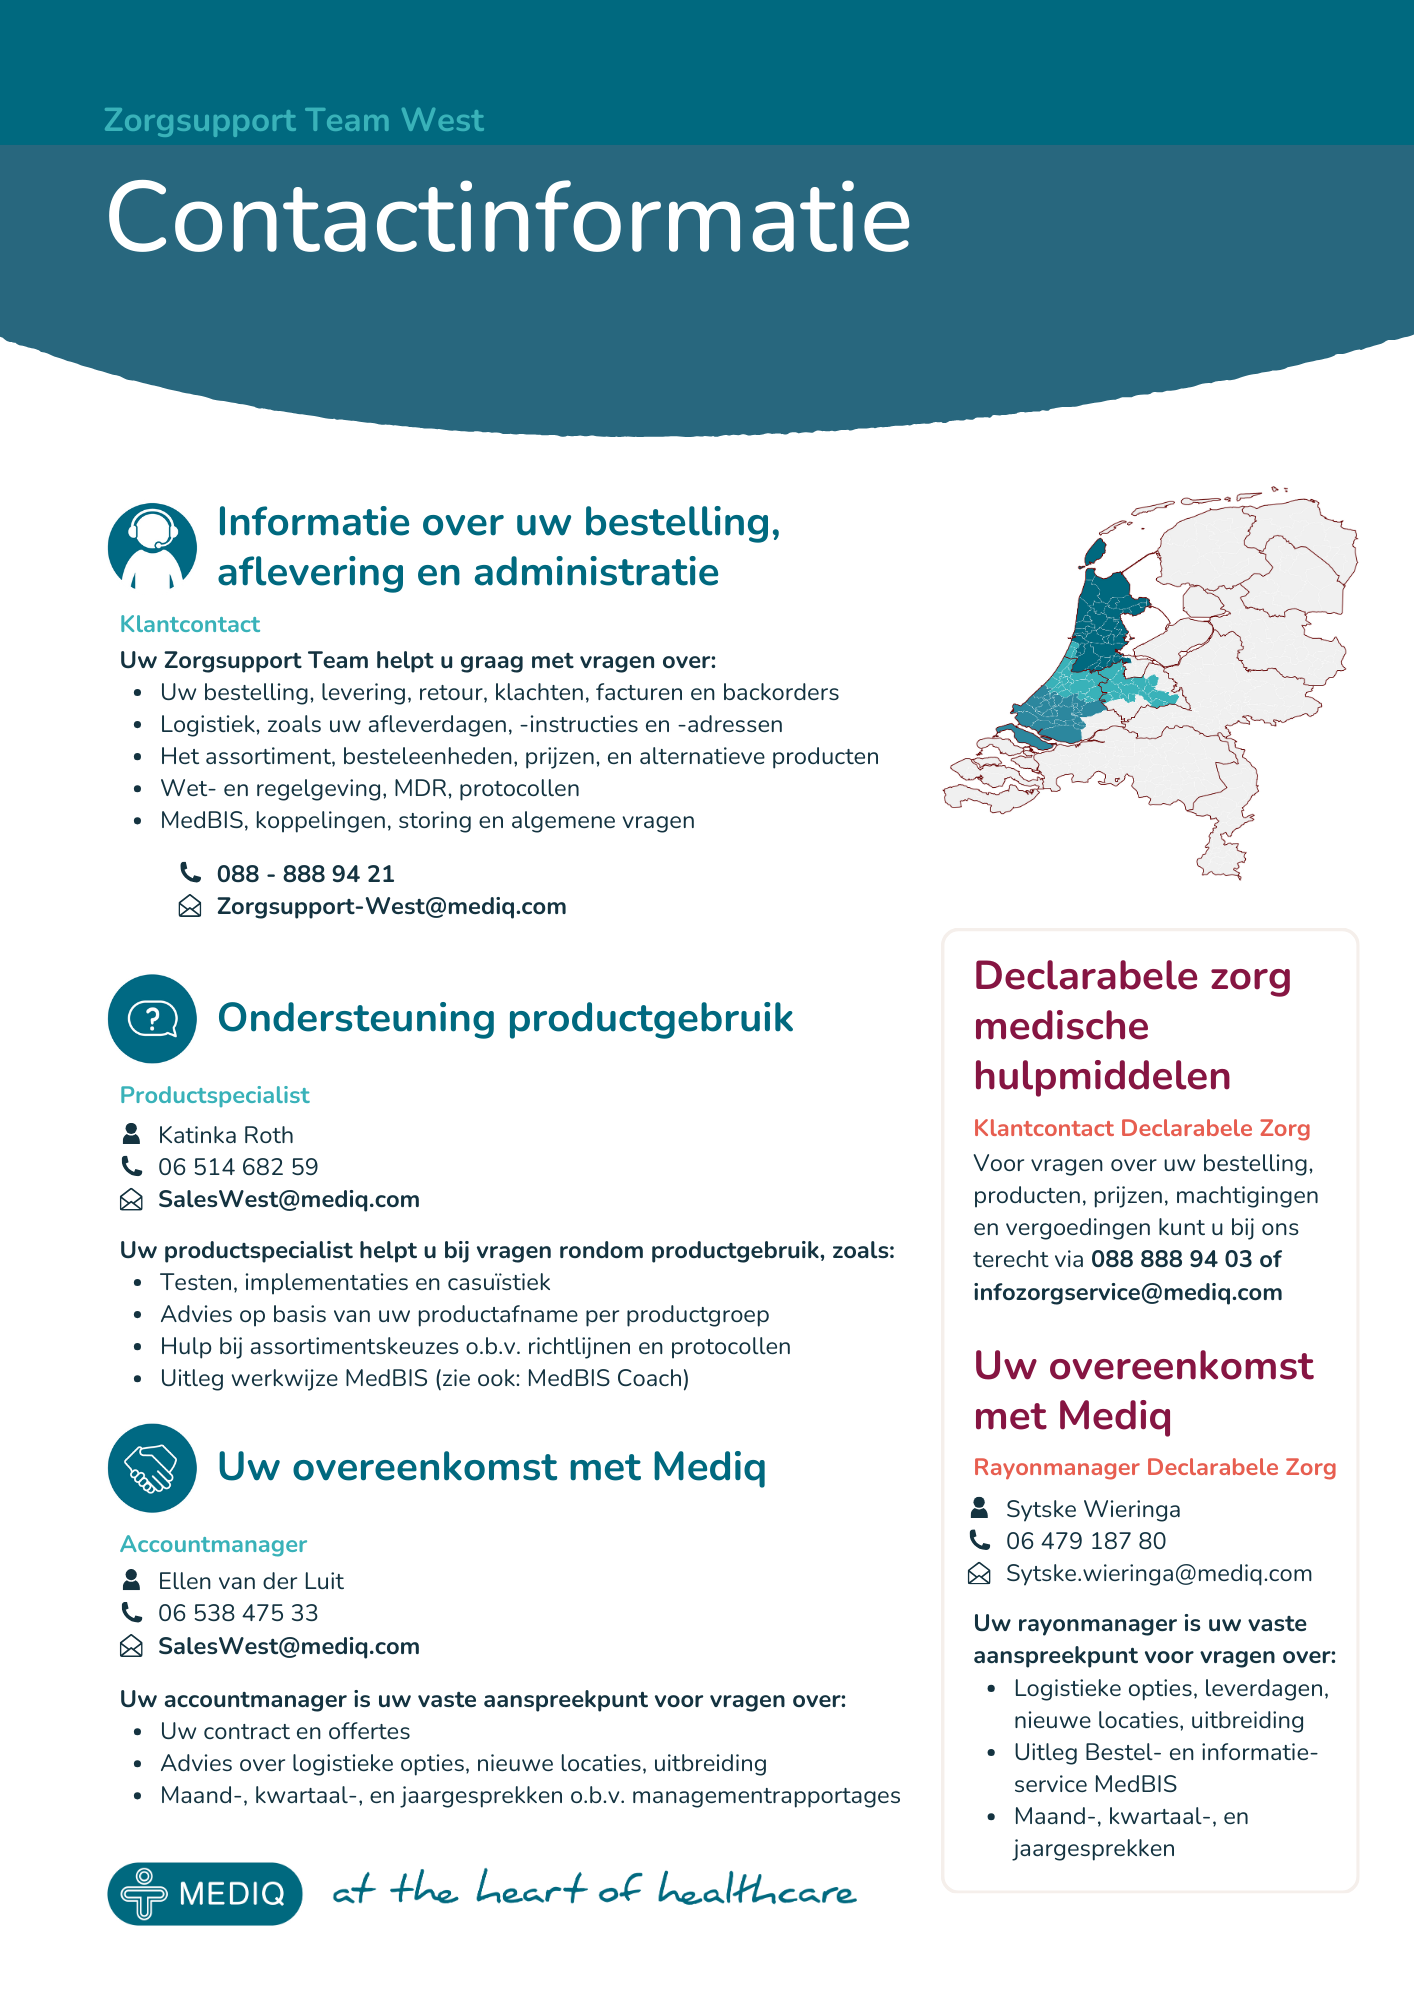 Zorgsupport Team West
Contactinformatie
Informatie over uw bestelling,
aflevering en administratie
Klantcontact
Uw Zorgsupport Team helpt u graag met vragen over:
• Uw bestelling, levering, retour, klachten, facturen en backorders
• Logistiek, zoals uw afleverdagen, -instructies en -adressen
• Het assortiment, besteleenheden, prijzen, en alternatieve producten
• Wet- en regelgeving, MDR, protocollen
• MedBIS, koppelingen, storing en algemene vragen
088 - 888 94 21
Zorgsupport-West@mediq.com
?
Ondersteuning productgebruik
Productspecialist
Katinka Roth
06 514 682 59
SalesWest@mediq.com
Uw productspecialist helpt u bij vragen rondom productgebruik, zoals:
• Testen, implementaties en casuïstiek
• Advies op basis van uw productafname per productgroep
• Hulp bij assortimentskeuzes o.b.v. richtlijnen en protocollen
• Uitleg werkwijze MedBIS (zie ook: MedBIS Coach)
Uw overeenkomst met Mediq
Accountmanager
Ellen van der Luit
06 538 475 33
SalesWest@mediq.com
Uw accountmanager is uw vaste aanspreekpunt voor vragen over:
• Uw contract en offertes
• Advies over logistieke opties, nieuwe locaties, uitbreiding
• Maand-, kwartaal-, en jaargesprekken o.b.v. managementrapportages
Declarabele zorg
medische
hulpmiddelen
Klantcontact Declarabele Zorg
Voor vragen over uw bestelling,
producten, prijzen, machtigingen
en vergoedingen kunt u bij ons
terecht via 088 888 94 03 of
infozorgservice@mediq.com
Uw overeenkomst
met Mediq
Rayonmanager Declarabele Zorg
Sytske Wieringa
06 479 187 80
Sytske.wieringa@mediq.com
Uw rayonmanager is uw vaste
aanspreekpunt voor vragen over:
• Logistieke opties, leverdagen,
nieuwe locaties, uitbreiding
• Uitleg Bestel- en informatie-
service MedBIS
• Maand-, kwartaal-, en
jaargesprekken
MEDIQ
at the heart of healthcare